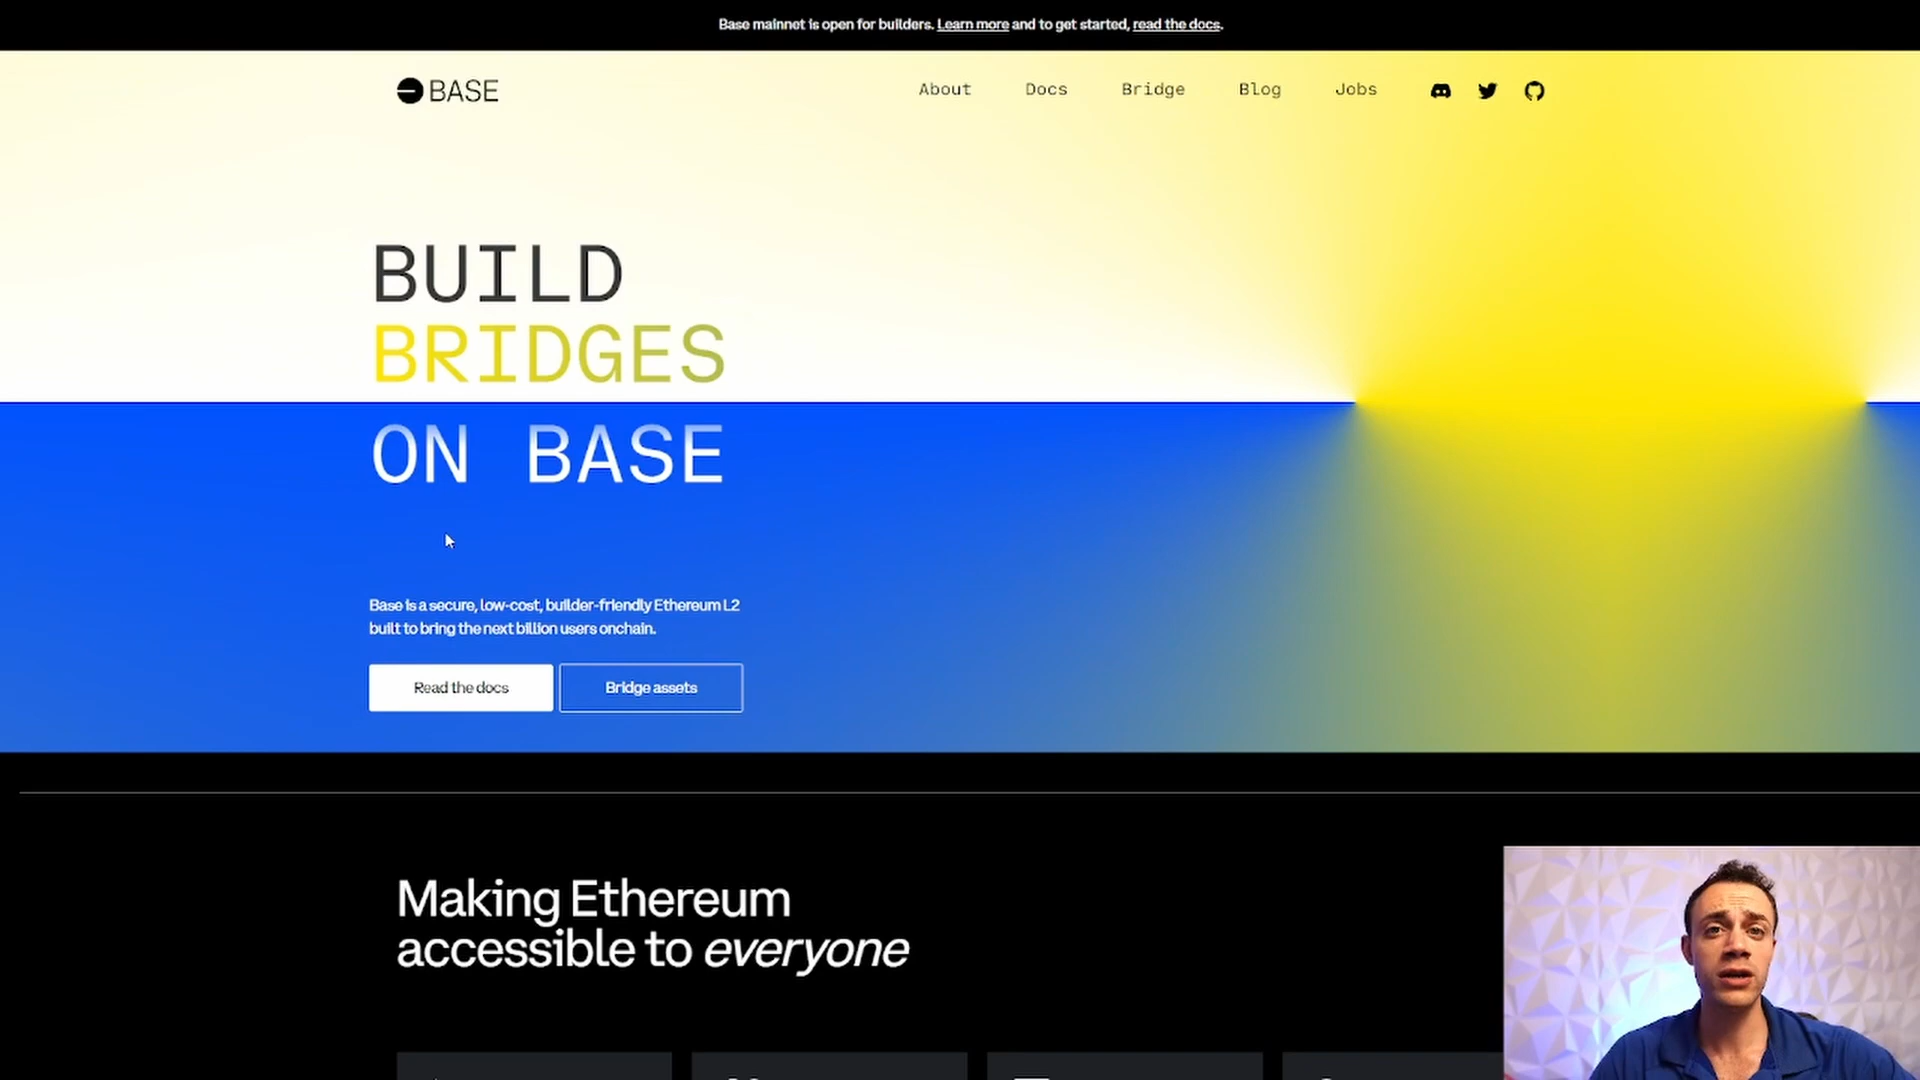 Base mainnet is open for builders. Learn more and to get started, read the docs.
BASE
About Docs Bridge Blog Jobs
BUILD
BRIDGES
ON BASE
Base is a secure, low-cost, builder-friendly Ethereum L2
built to bring the next billion users onchain.
Read the docs
Bridge assets
Making Ethereum
accessible to everyone